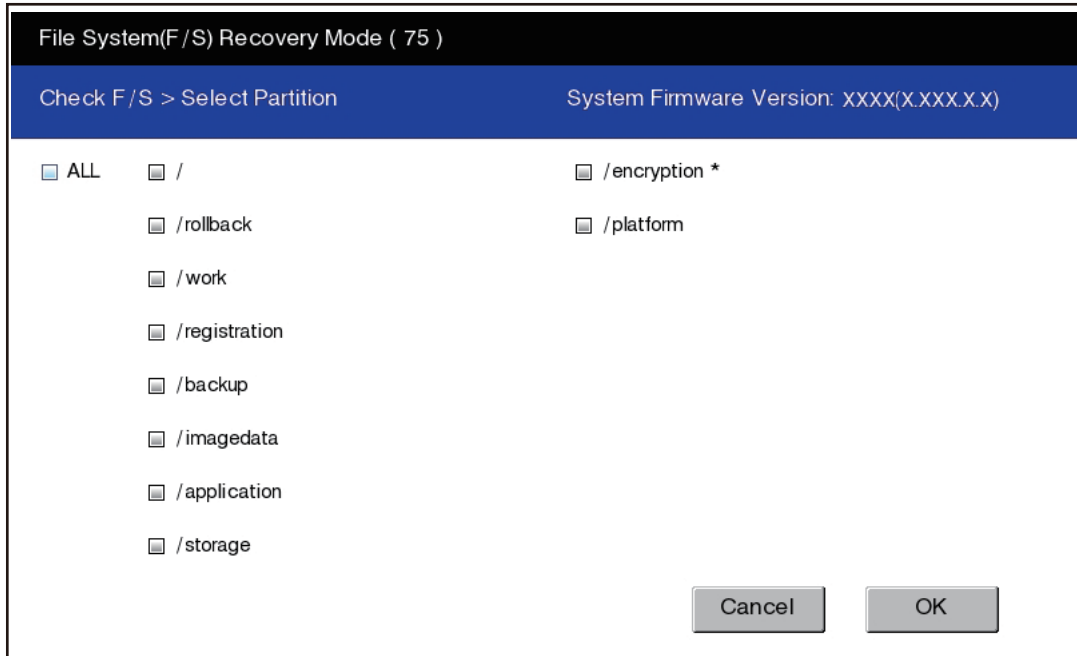 File System(F/S) Recovery Mode ( 75 )
Check F/S > Select Partition System Firmware Version: XXXX(X.XXX.X.X)
ALL / /encryption *
/rollback /platform
/work
/registration
/backup
/imagedata
/application
/storage
Cancel OK